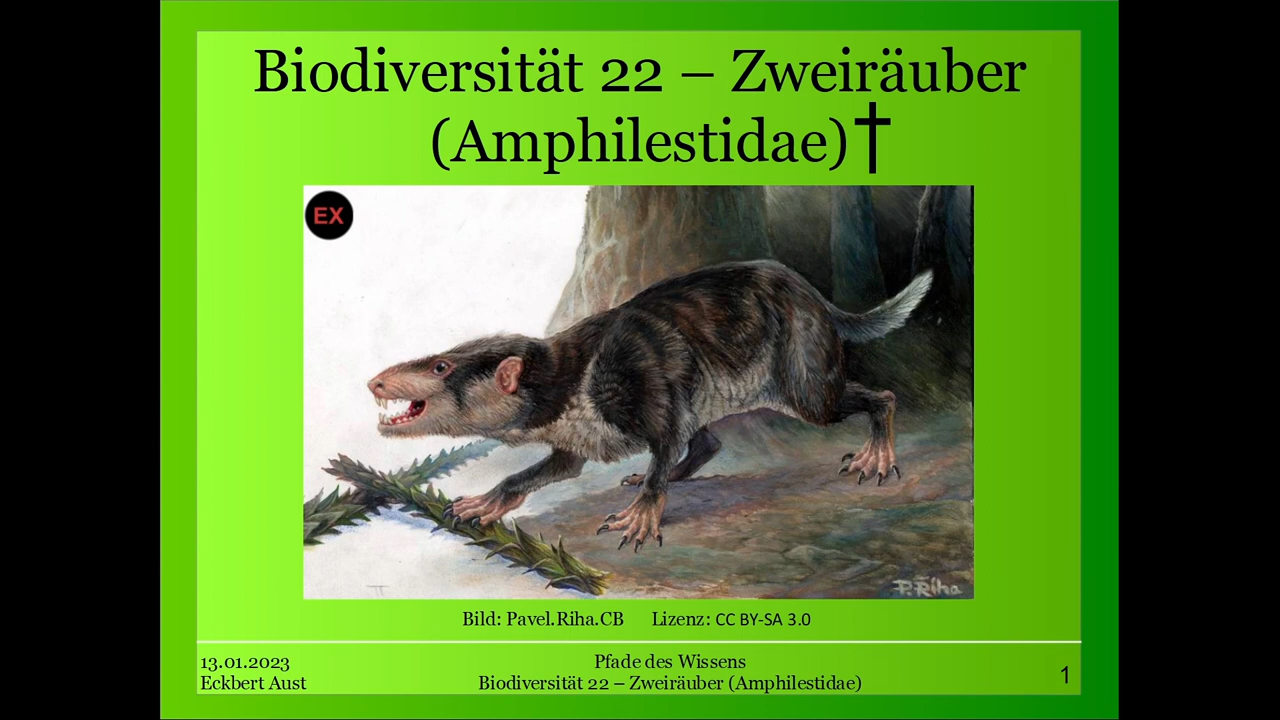 Biodiversität 22 – Zweiräuber
(Amphilestidae)†
EX
P.Říha
Bild: Pavel.Riha.CB Lizenz: CC BY-SA 3.0
13.01.2023
Eckbert Aust
Pfade des Wissens
Biodiversität 22 – Zweiräuber (Amphilestidae)
1